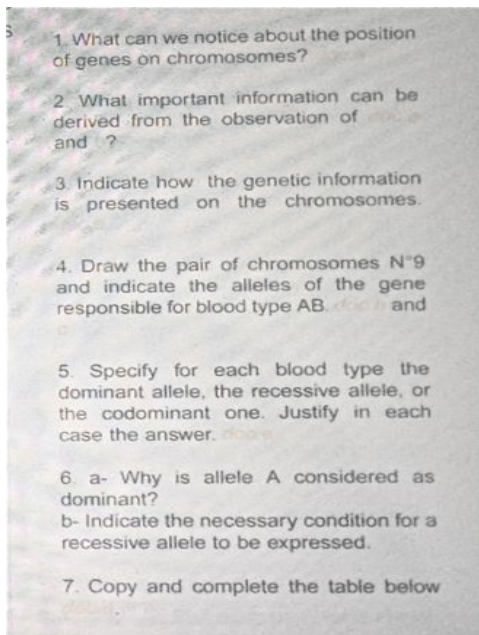 1. What can we notice about the position
of genes on chromosomes?
2. What important information can be
derived from the observation of
and ?
3. Indicate how the genetic information
is presented on the chromosomes.
4. Draw the pair of chromosomes N°9
and indicate the alleles of the gene
responsible for blood type AB. and
5. Specify for each blood type the
dominant allele, the recessive allele, or
the codominant one. Justify in each
case the answer.
6. a- Why is allele A considered as
dominant?
b- Indicate the necessary condition for a
recessive allele to be expressed.
7. Copy and complete the table below